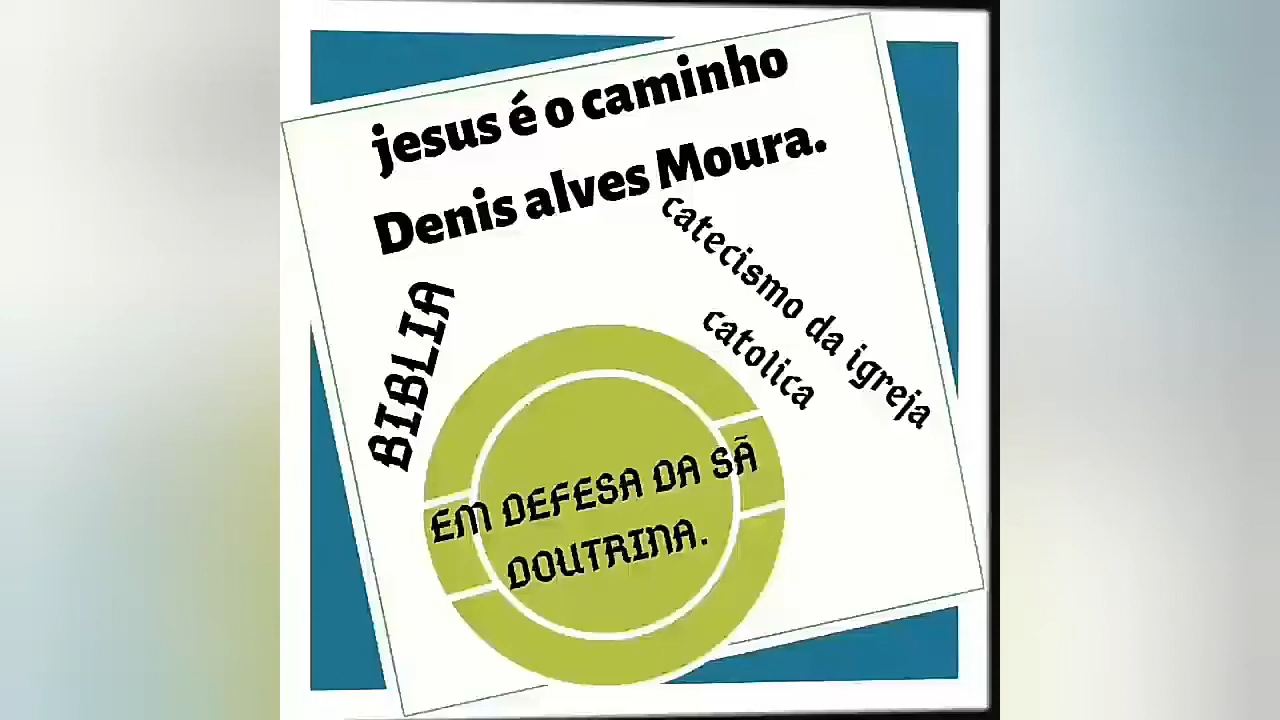 jesus é o caminho
Denis alves Moura.
catecismo da igreja
catolica
BIBLIA
EM DEFESA DA SÃ
DOUTRINA.